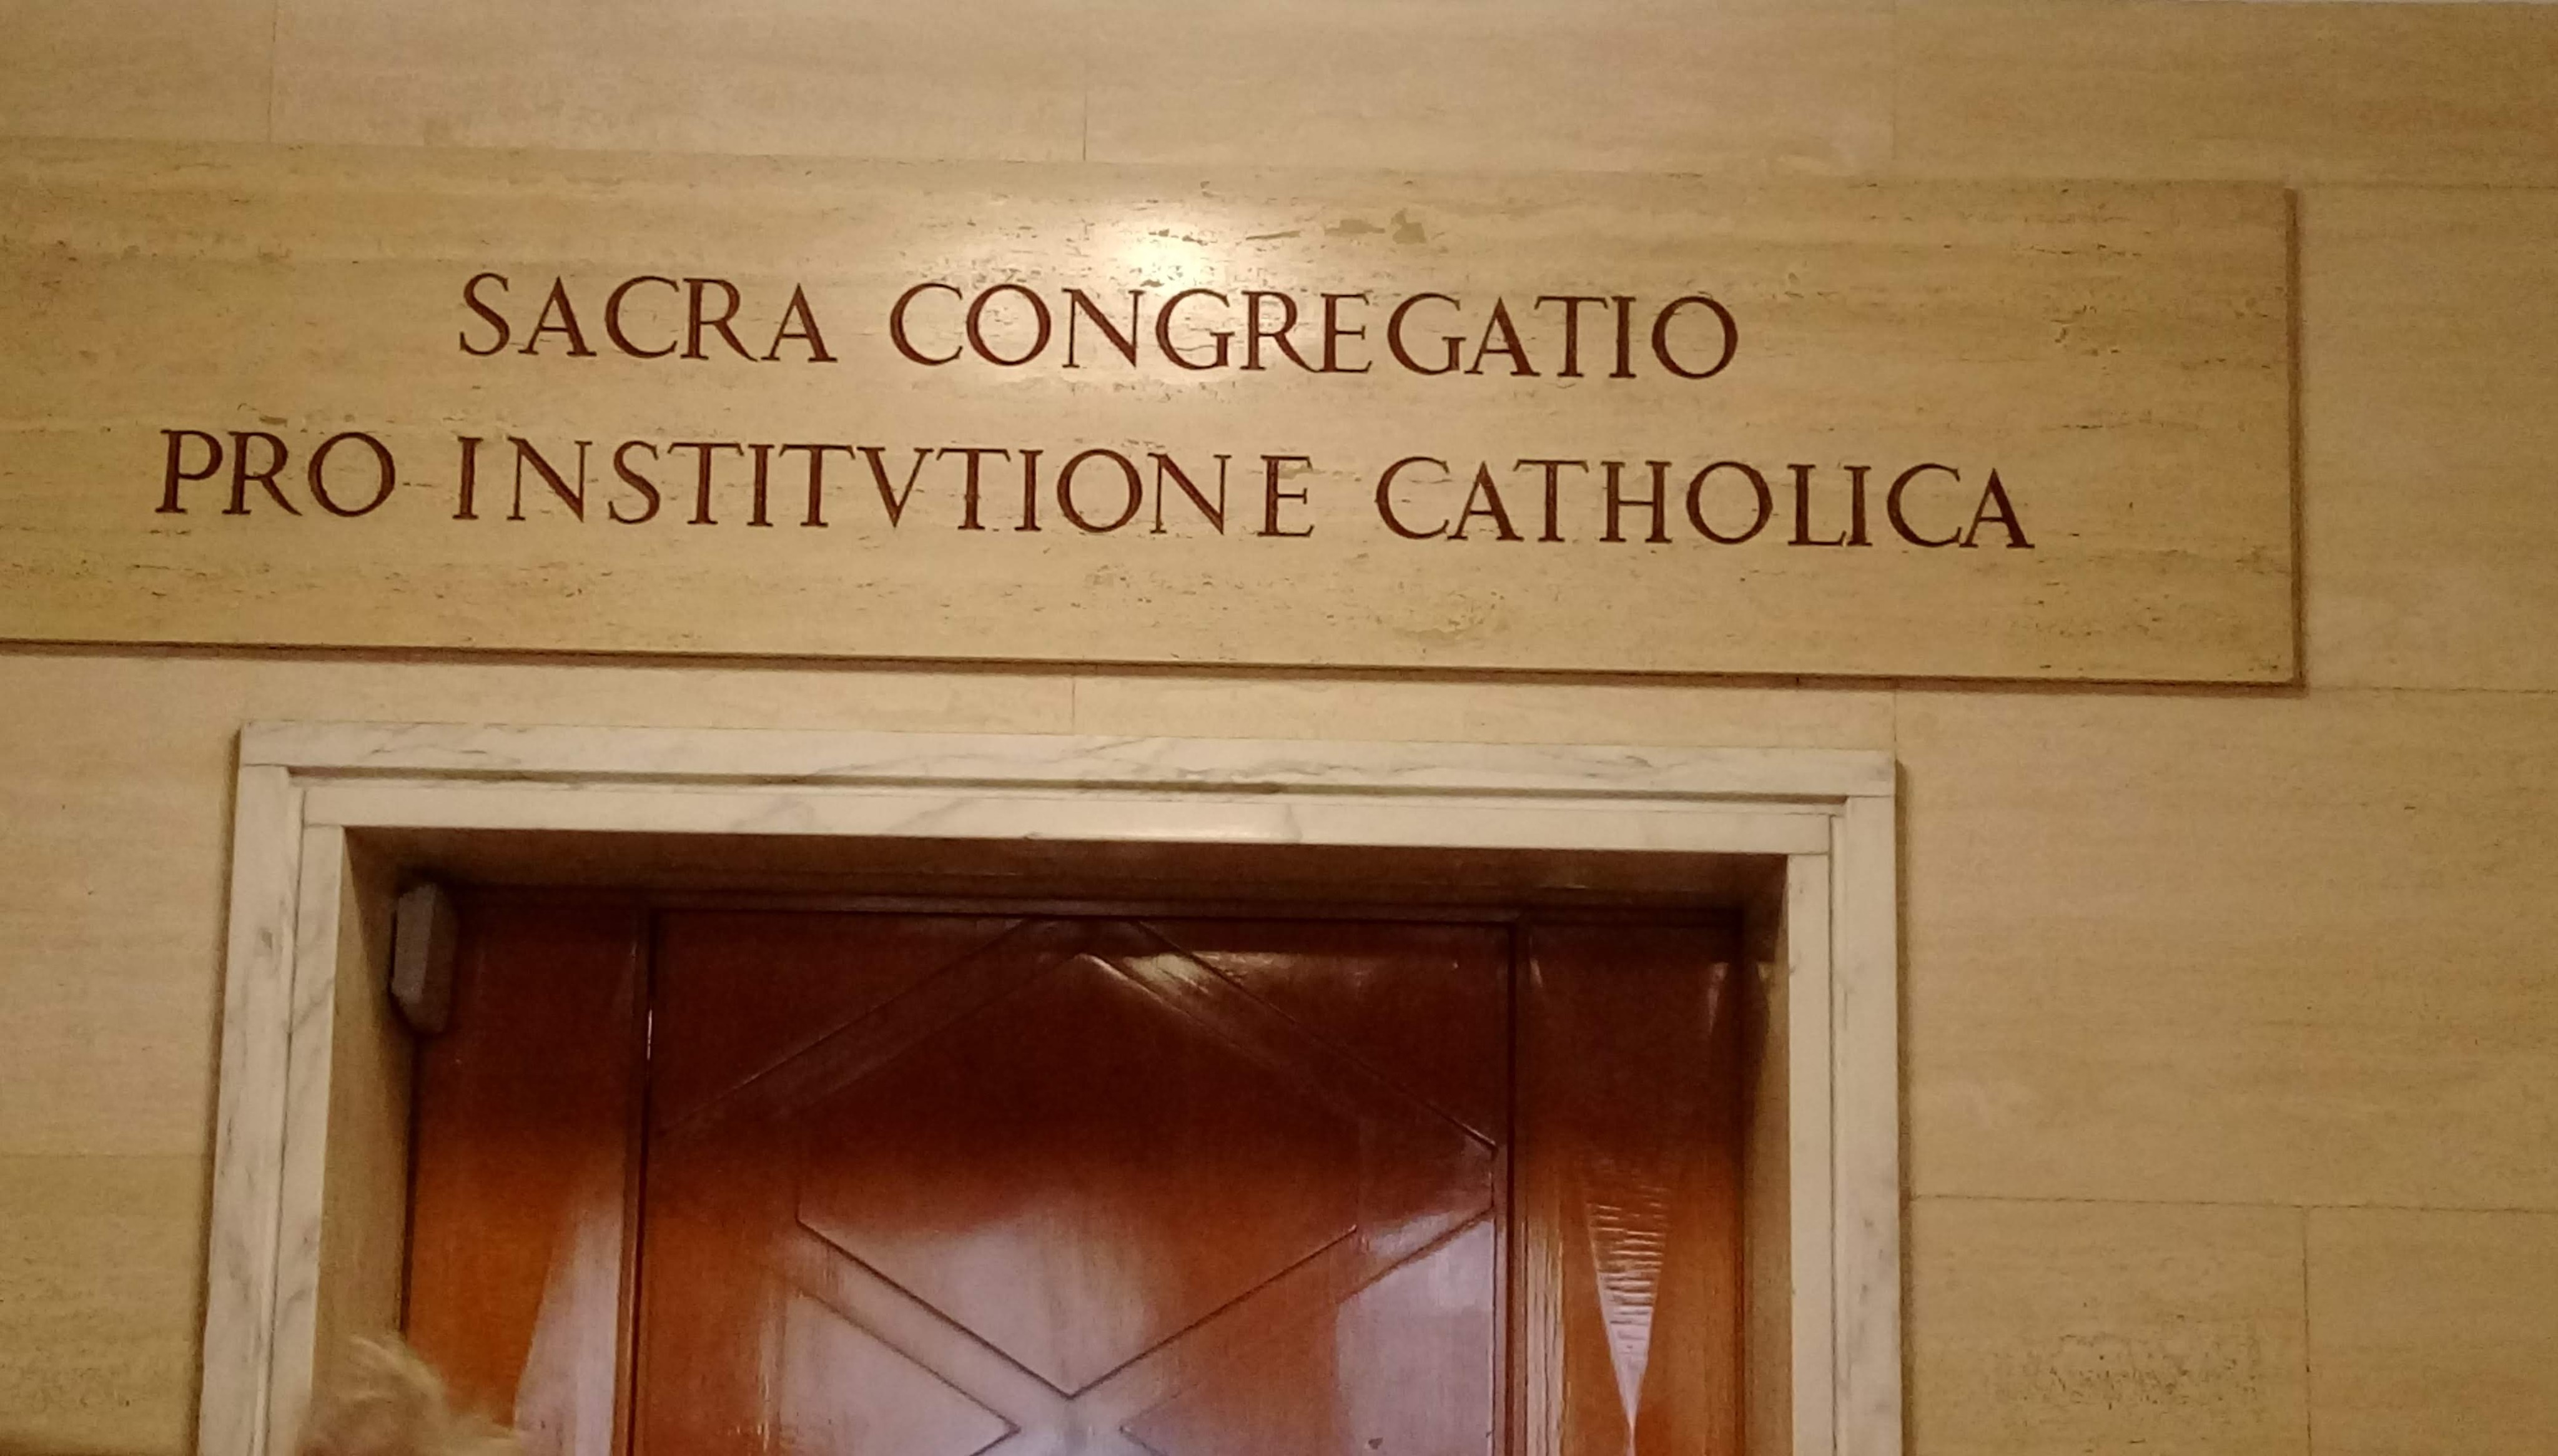 SACRA CONGREGATIO
PRO INSTITVTIONE CATHOLICA